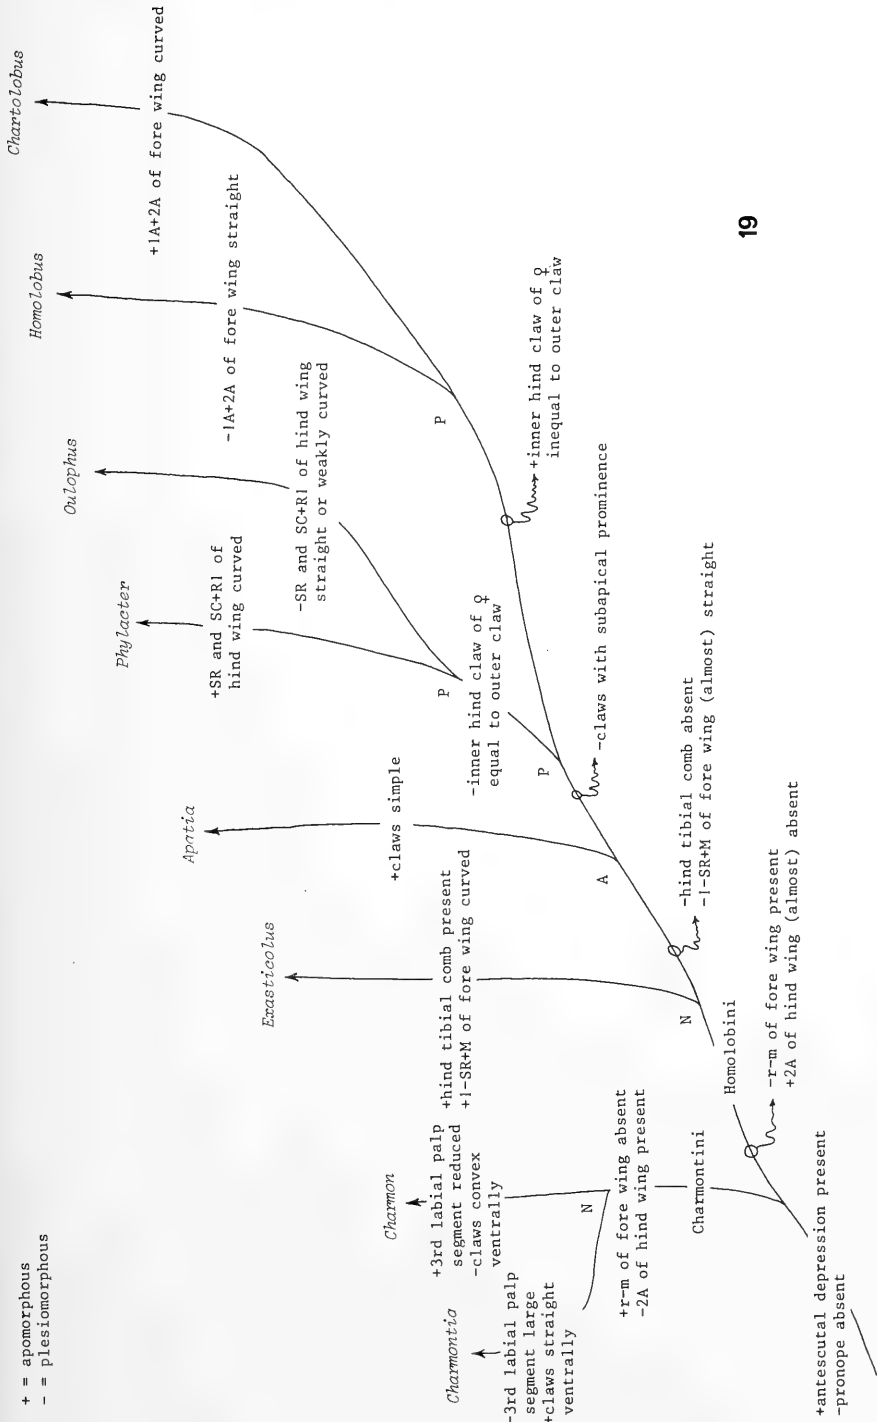 + = apomorphous
- = plesiomorphous
Chartolobus
+1A+2A of fore wing curved
Homolobus
-1A+2A of fore wing straight
Oulophus
-SR and SC+R1 of hind wing
straight or weakly curved
Phylacter
+SR and SC+R1 of
hind wing curved
P
P
-inner hind claw of ♀
equal to outer claw
+inner hind claw of ♀
inequal to outer claw
P
-claws with subapical prominence
Apatia
+claws simple
A
Exasticolus
+hind tibial comb present
+1-SR+M of fore wing curved
-hind tibial comb absent
-1-SR+M of fore wing (almost) straight
N
Homolobini
-r-m of fore wing present
+2A of hind wing (almost) absent
Charmon
+3rd labial palp
segment reduced
-claws convex
ventrally
Charmontia
-3rd labial palp
segment large
+claws straight
ventrally
N
+r-m of fore wing absent
-2A of hind wing present
Charmontini
+antescutal depression present
-pronope absent
19